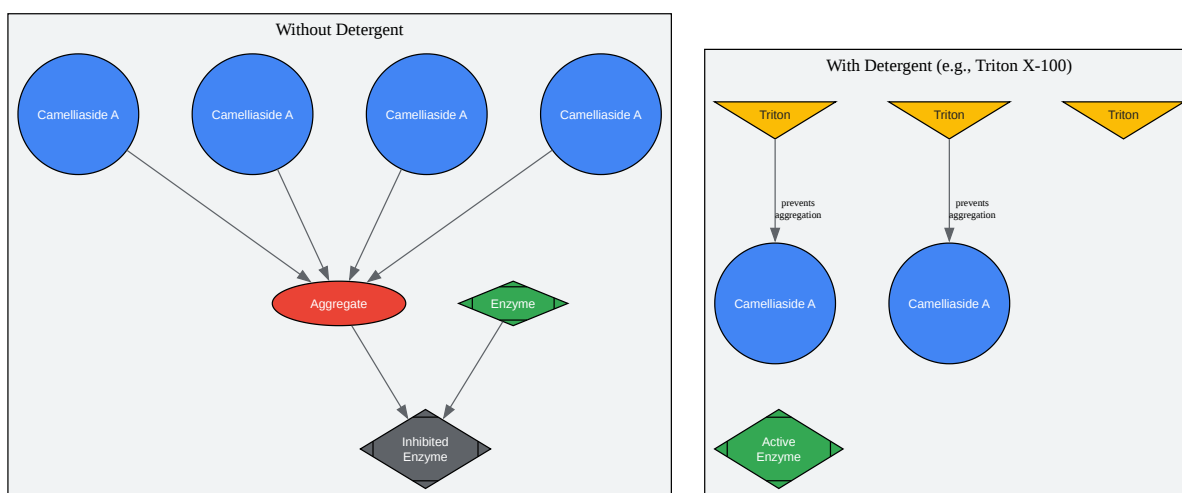 Without Detergent
Camelliaside A
Camelliaside A
Camelliaside A
Camelliaside A
Aggregate
Enzyme
Inhibited
Enzyme
With Detergent (e.g., Triton X-100)
Triton
Triton
Triton
prevents
aggregation
prevents
aggregation
Camelliaside A
Camelliaside A
Active
Enzyme